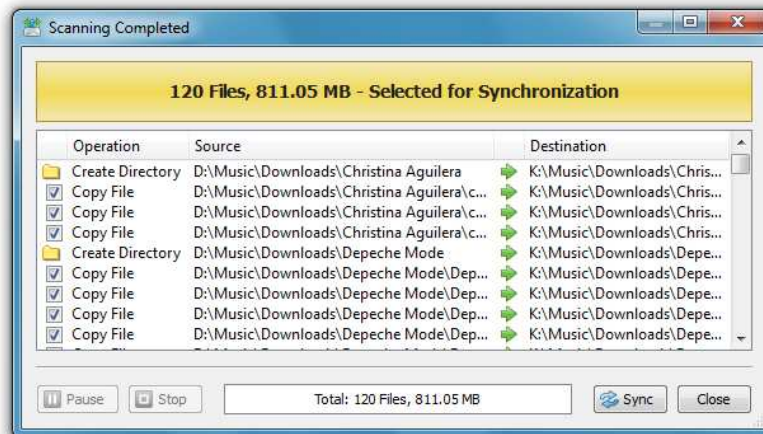 Scanning Completed
120 Files, 811.05 MB - Selected for Synchronization
Operation Source Destination
Create Directory D:\Music\Downloads\Christina Aguilera K:\Music\Downloads\Chris...
Copy File D:\Music\Downloads\Christina Aguilera\c... K:\Music\Downloads\Chris...
Copy File D:\Music\Downloads\Christina Aguilera\c... K:\Music\Downloads\Chris...
Copy File D:\Music\Downloads\Christina Aguilera\c... K:\Music\Downloads\Chris...
Create Directory D:\Music\Downloads\Depeche Mode K:\Music\Downloads\Depe...
Copy File D:\Music\Downloads\Depeche Mode\Dep... K:\Music\Downloads\Depe...
Copy File D:\Music\Downloads\Depeche Mode\Dep... K:\Music\Downloads\Depe...
Copy File D:\Music\Downloads\Depeche Mode\Dep... K:\Music\Downloads\Depe...
Copy File D:\Music\Downloads\Depeche Mode\Dep... K:\Music\Downloads\Depe...
Pause Stop Total: 120 Files, 811.05 MB Sync Close